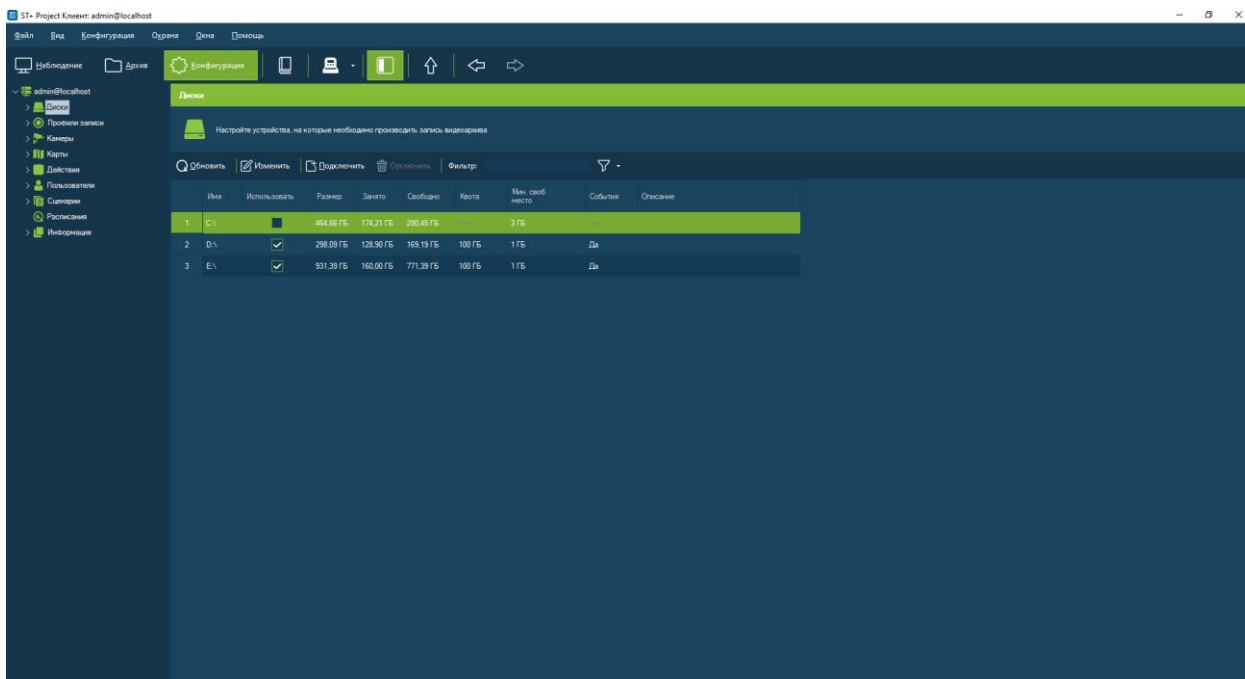 ST+ Project Клиент: admin@localhost
Файл Вид Конфигурация Охрана Окна Помощь
Наблюдение Архив Конфигурация
admin@localhost
Диски
Профили записи
Камеры
Карты
Действия
Пользователи
Сценарии
Расписания
Информация
Диски
Настройте устройства, на которые необходимо производить запись видеоархива
Обновить Изменить Подключить Отключить Фильтр:
Имя Использовать Размер Занято Свободно Квота Мин. своб. место События Описание
1 C:\ 464,66 ГБ 174,21 ГБ 290,45 ГБ 3 ГБ
2 D:\ 298,09 ГБ 128,90 ГБ 169,19 ГБ 100 ГБ 1 ГБ Да
3 E:\ 931,39 ГБ 160,00 ГБ 771,39 ГБ 100 ГБ 1 ГБ Да